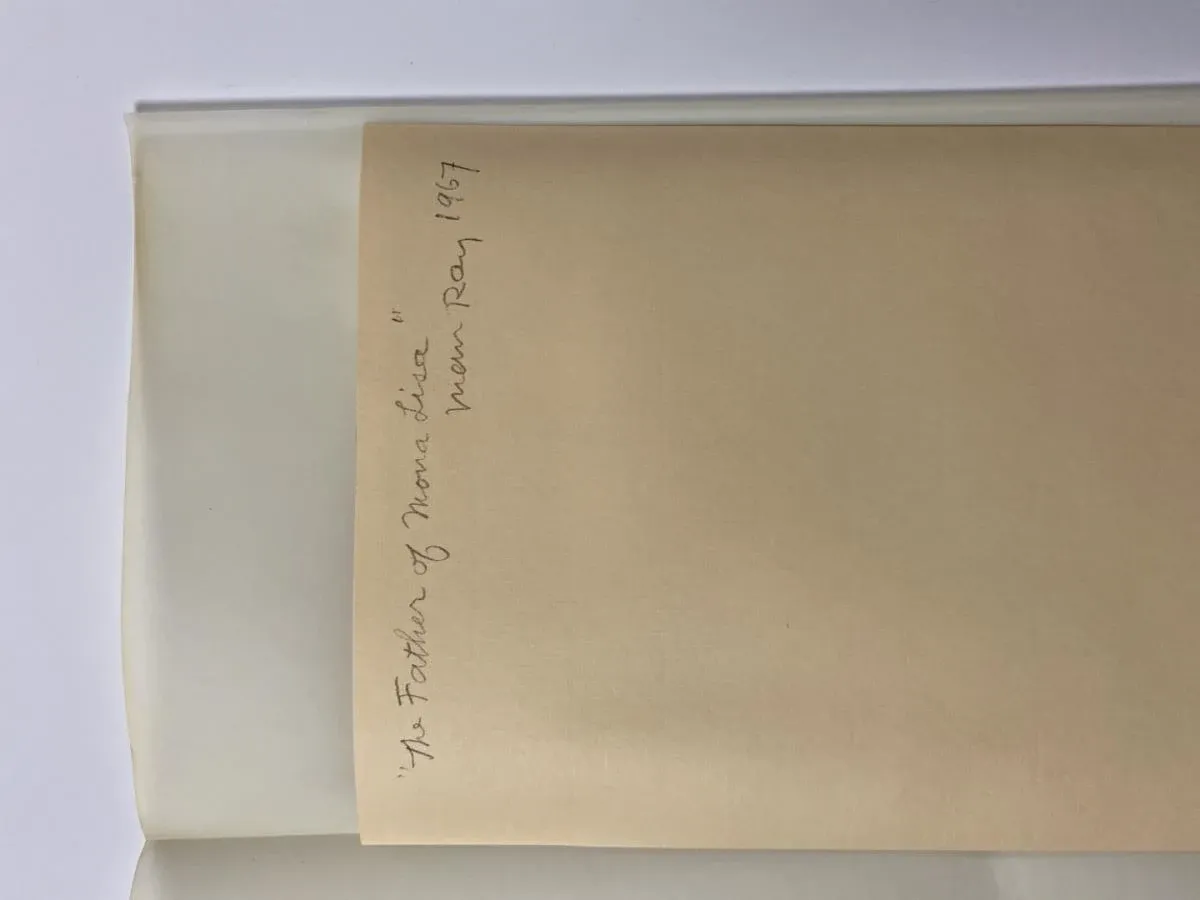 "The Father of Mona Lisa"
Man Ray 1967